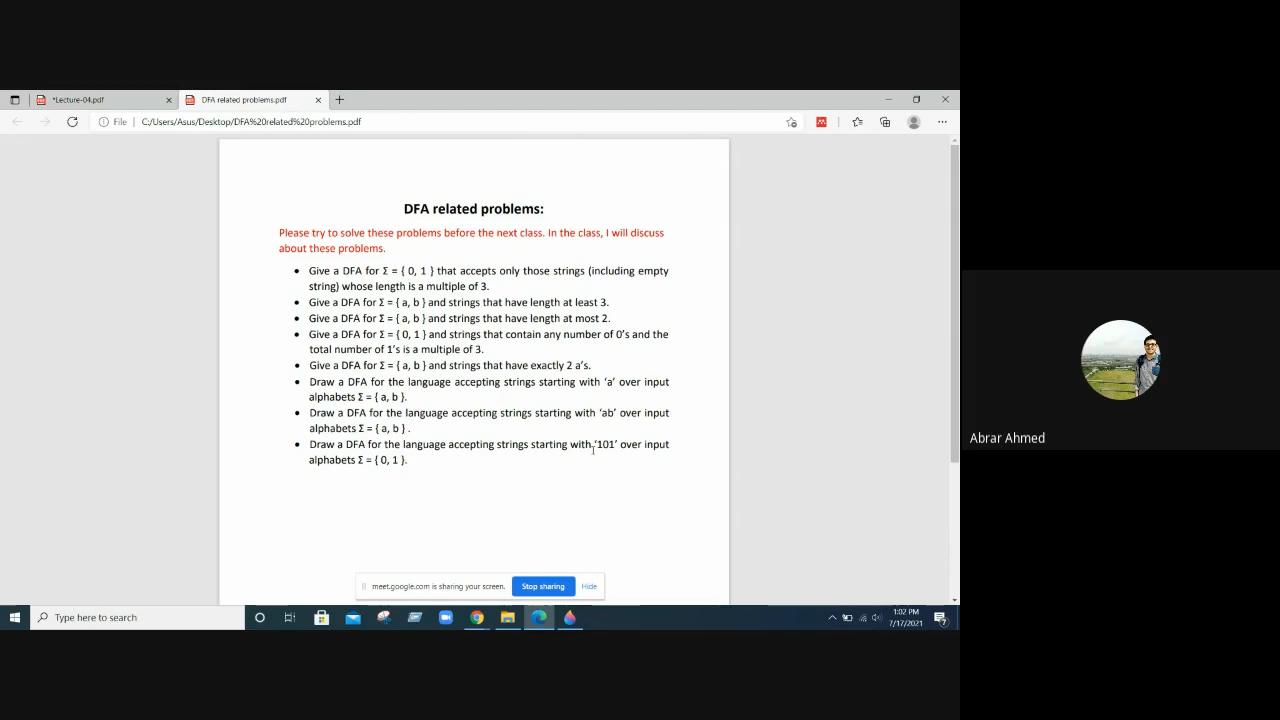 *Lecture-04.pdf
DFA related problems.pdf
File
C:/Users/Asus/Desktop/DFA%20related%20problems.pdf
DFA related problems:
Please try to solve these problems before the next class. In the class, I will discuss
about these problems.
• Give a DFA for Σ = { 0, 1 } that accepts only those strings (including empty
string) whose length is a multiple of 3.
• Give a DFA for Σ = { a, b } and strings that have length at least 3.
• Give a DFA for Σ = { a, b } and strings that have length at most 2.
• Give a DFA for Σ = { 0, 1 } and strings that contain any number of 0’s and the
total number of 1’s is a multiple of 3.
• Give a DFA for Σ = { a, b } and strings that have exactly 2 a’s.
• Draw a DFA for the language accepting strings starting with ‘a’ over input
alphabets Σ = { a, b }.
• Draw a DFA for the language accepting strings starting with ‘ab’ over input
alphabets Σ = { a, b } .
• Draw a DFA for the language accepting strings starting with ‘101’ over input
alphabets Σ = { 0, 1 }.
Abrar Ahmed
meet.google.com is sharing your screen.
Stop sharing
Hide
Type here to search
1:02 PM
7/17/2021